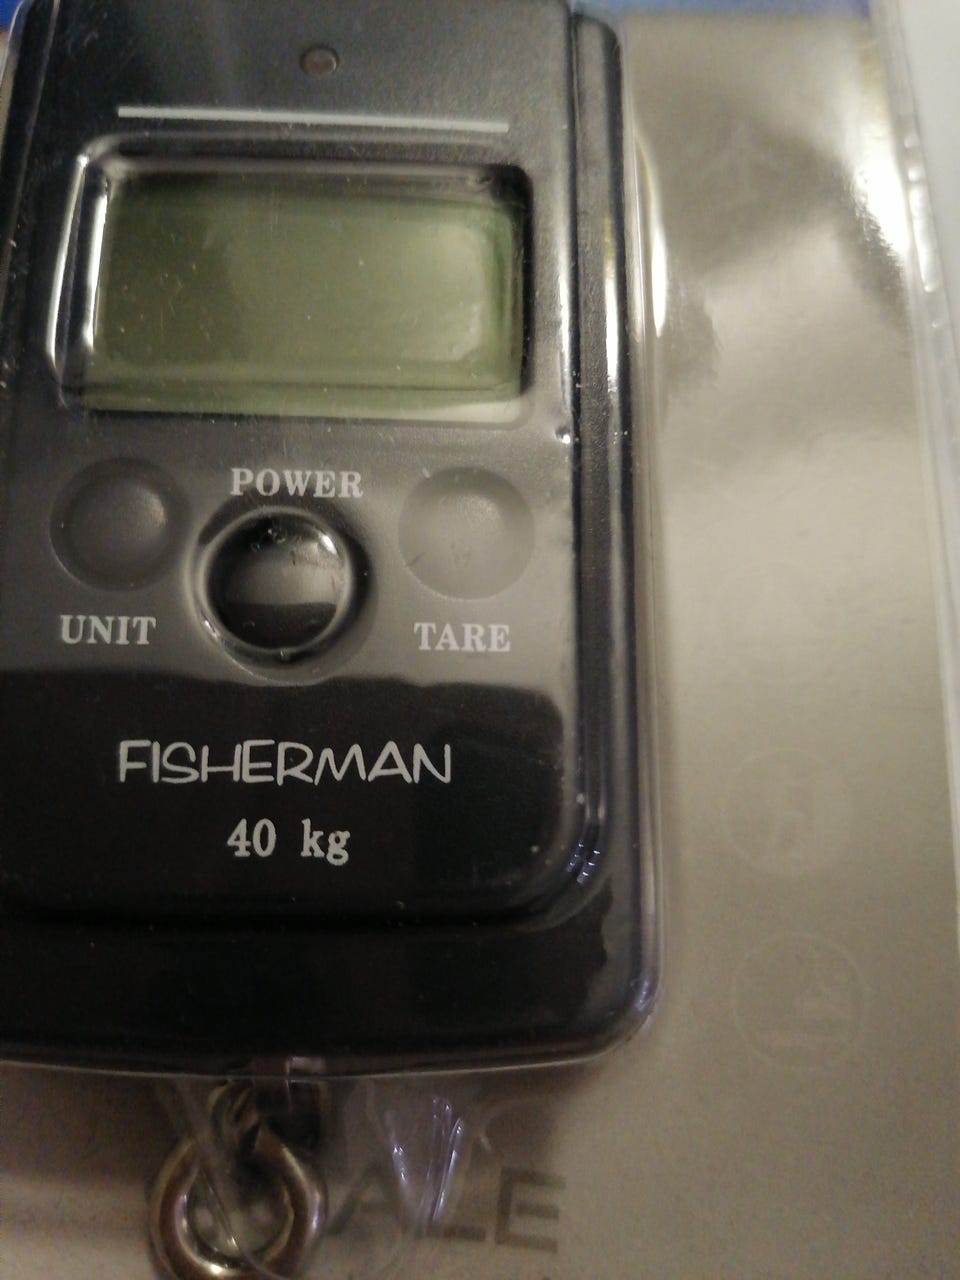 POWER
UNIT
TARE
FISHERMAN
40 kg